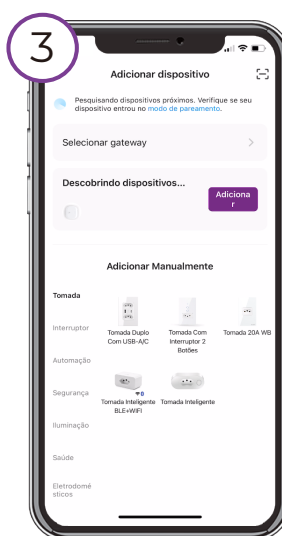 3
Adicionar dispositivo
Pesquisando dispositivos próximos. Verifique se seu
dispositivo entrou no modo de pareamento.
Selecionar gateway
Descobrindo dispositivos...
Adiciona
r
Adicionar Manualmente
Tomada
Interruptor
Automação
Segurança
Iluminação
Saúde
Eletrodomé
sticos
Tomada Duplo
Com USB-A/C
Tomada Com
Interruptor 2
Botões
Tomada 20A WB
Tomada Inteligente
BLE+WIFI
Tomada Inteligente